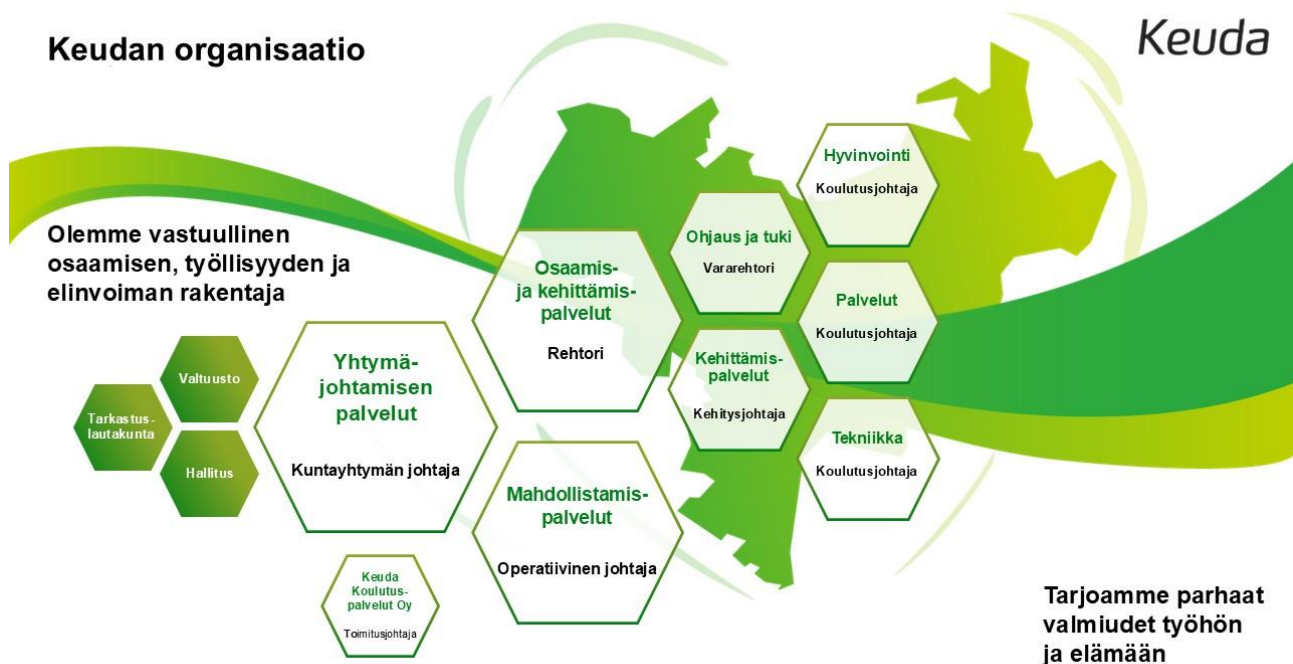 Keudan organisaatio
Keuda
Olemme vastuullinen
osaamisen, työllisyyden ja
elinvoiman rakentaja
Tarkastus-
lautakunta
Valtuusto
Hallitus
Yhtymä-
johtamisen
palvelut
Kuntayhtymän johtaja
Keuda
Koulutus-
palvelut Oy
Toimitusjohtaja
Osaamis-
ja kehittämis-
palvelut
Rehtori
Mahdollistamis-
palvelut
Operatiivinen johtaja
Ohjaus ja tuki
Vararehtori
Kehittämis-
palvelut
Kehitysjohtaja
Hyvinvointi
Koulutusjohtaja
Palvelut
Koulutusjohtaja
Tekniikka
Koulutusjohtaja
Tarjoamme parhaat
valmiudet työhön
ja elämään